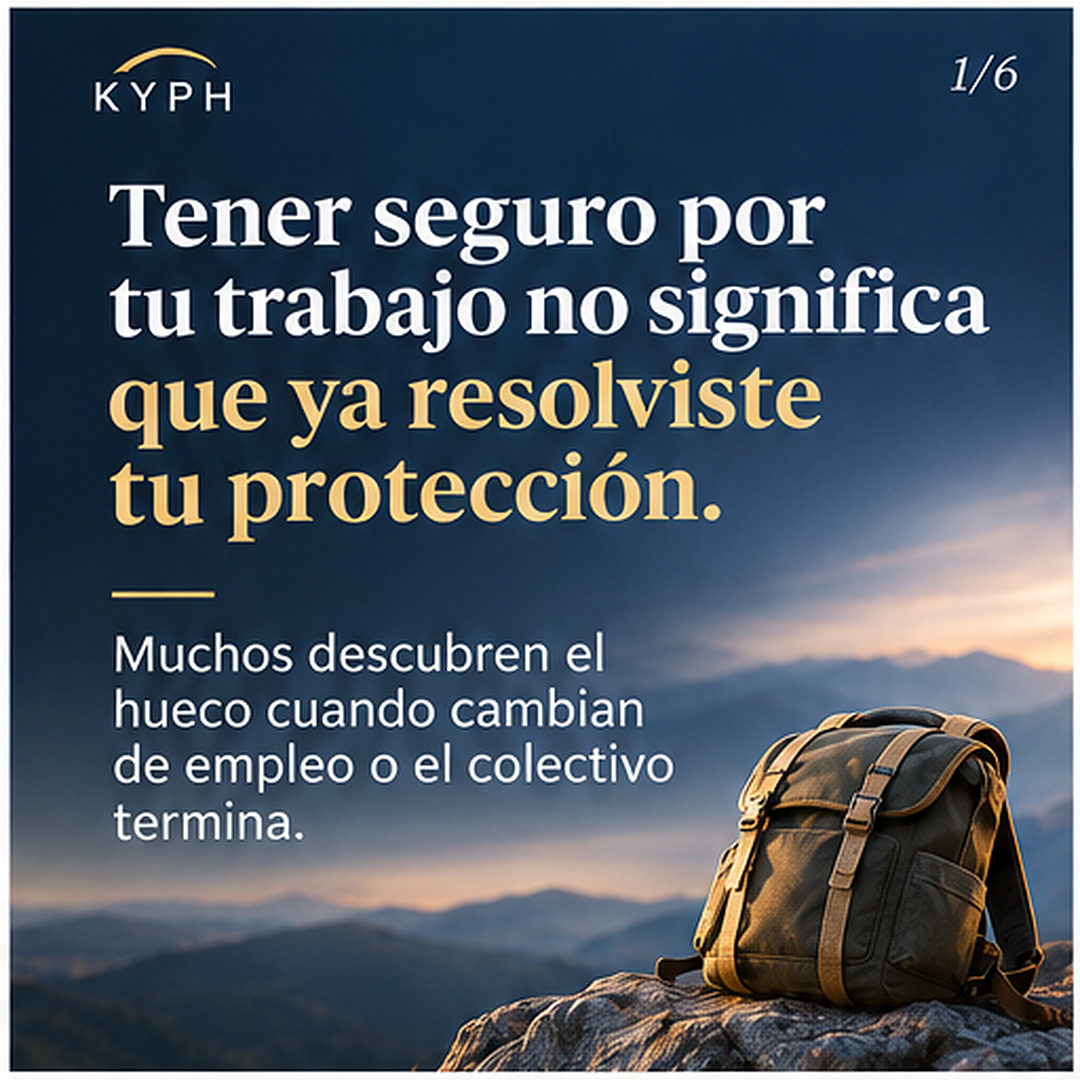 KYPH
1/6
Tener seguro por
tu trabajo no significa
que ya resolviste
tu protección.
Muchos descubren el
hueco cuando cambian
de empleo o el colectivo
termina.